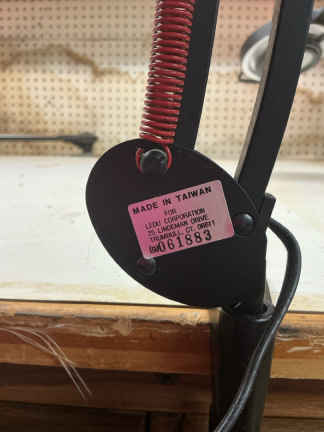 MADE IN TAIWAN
FOR
LEDU CORPORATION
25 LINDEMAN DRIVE
TRUMBULL, CT. 06611
061883